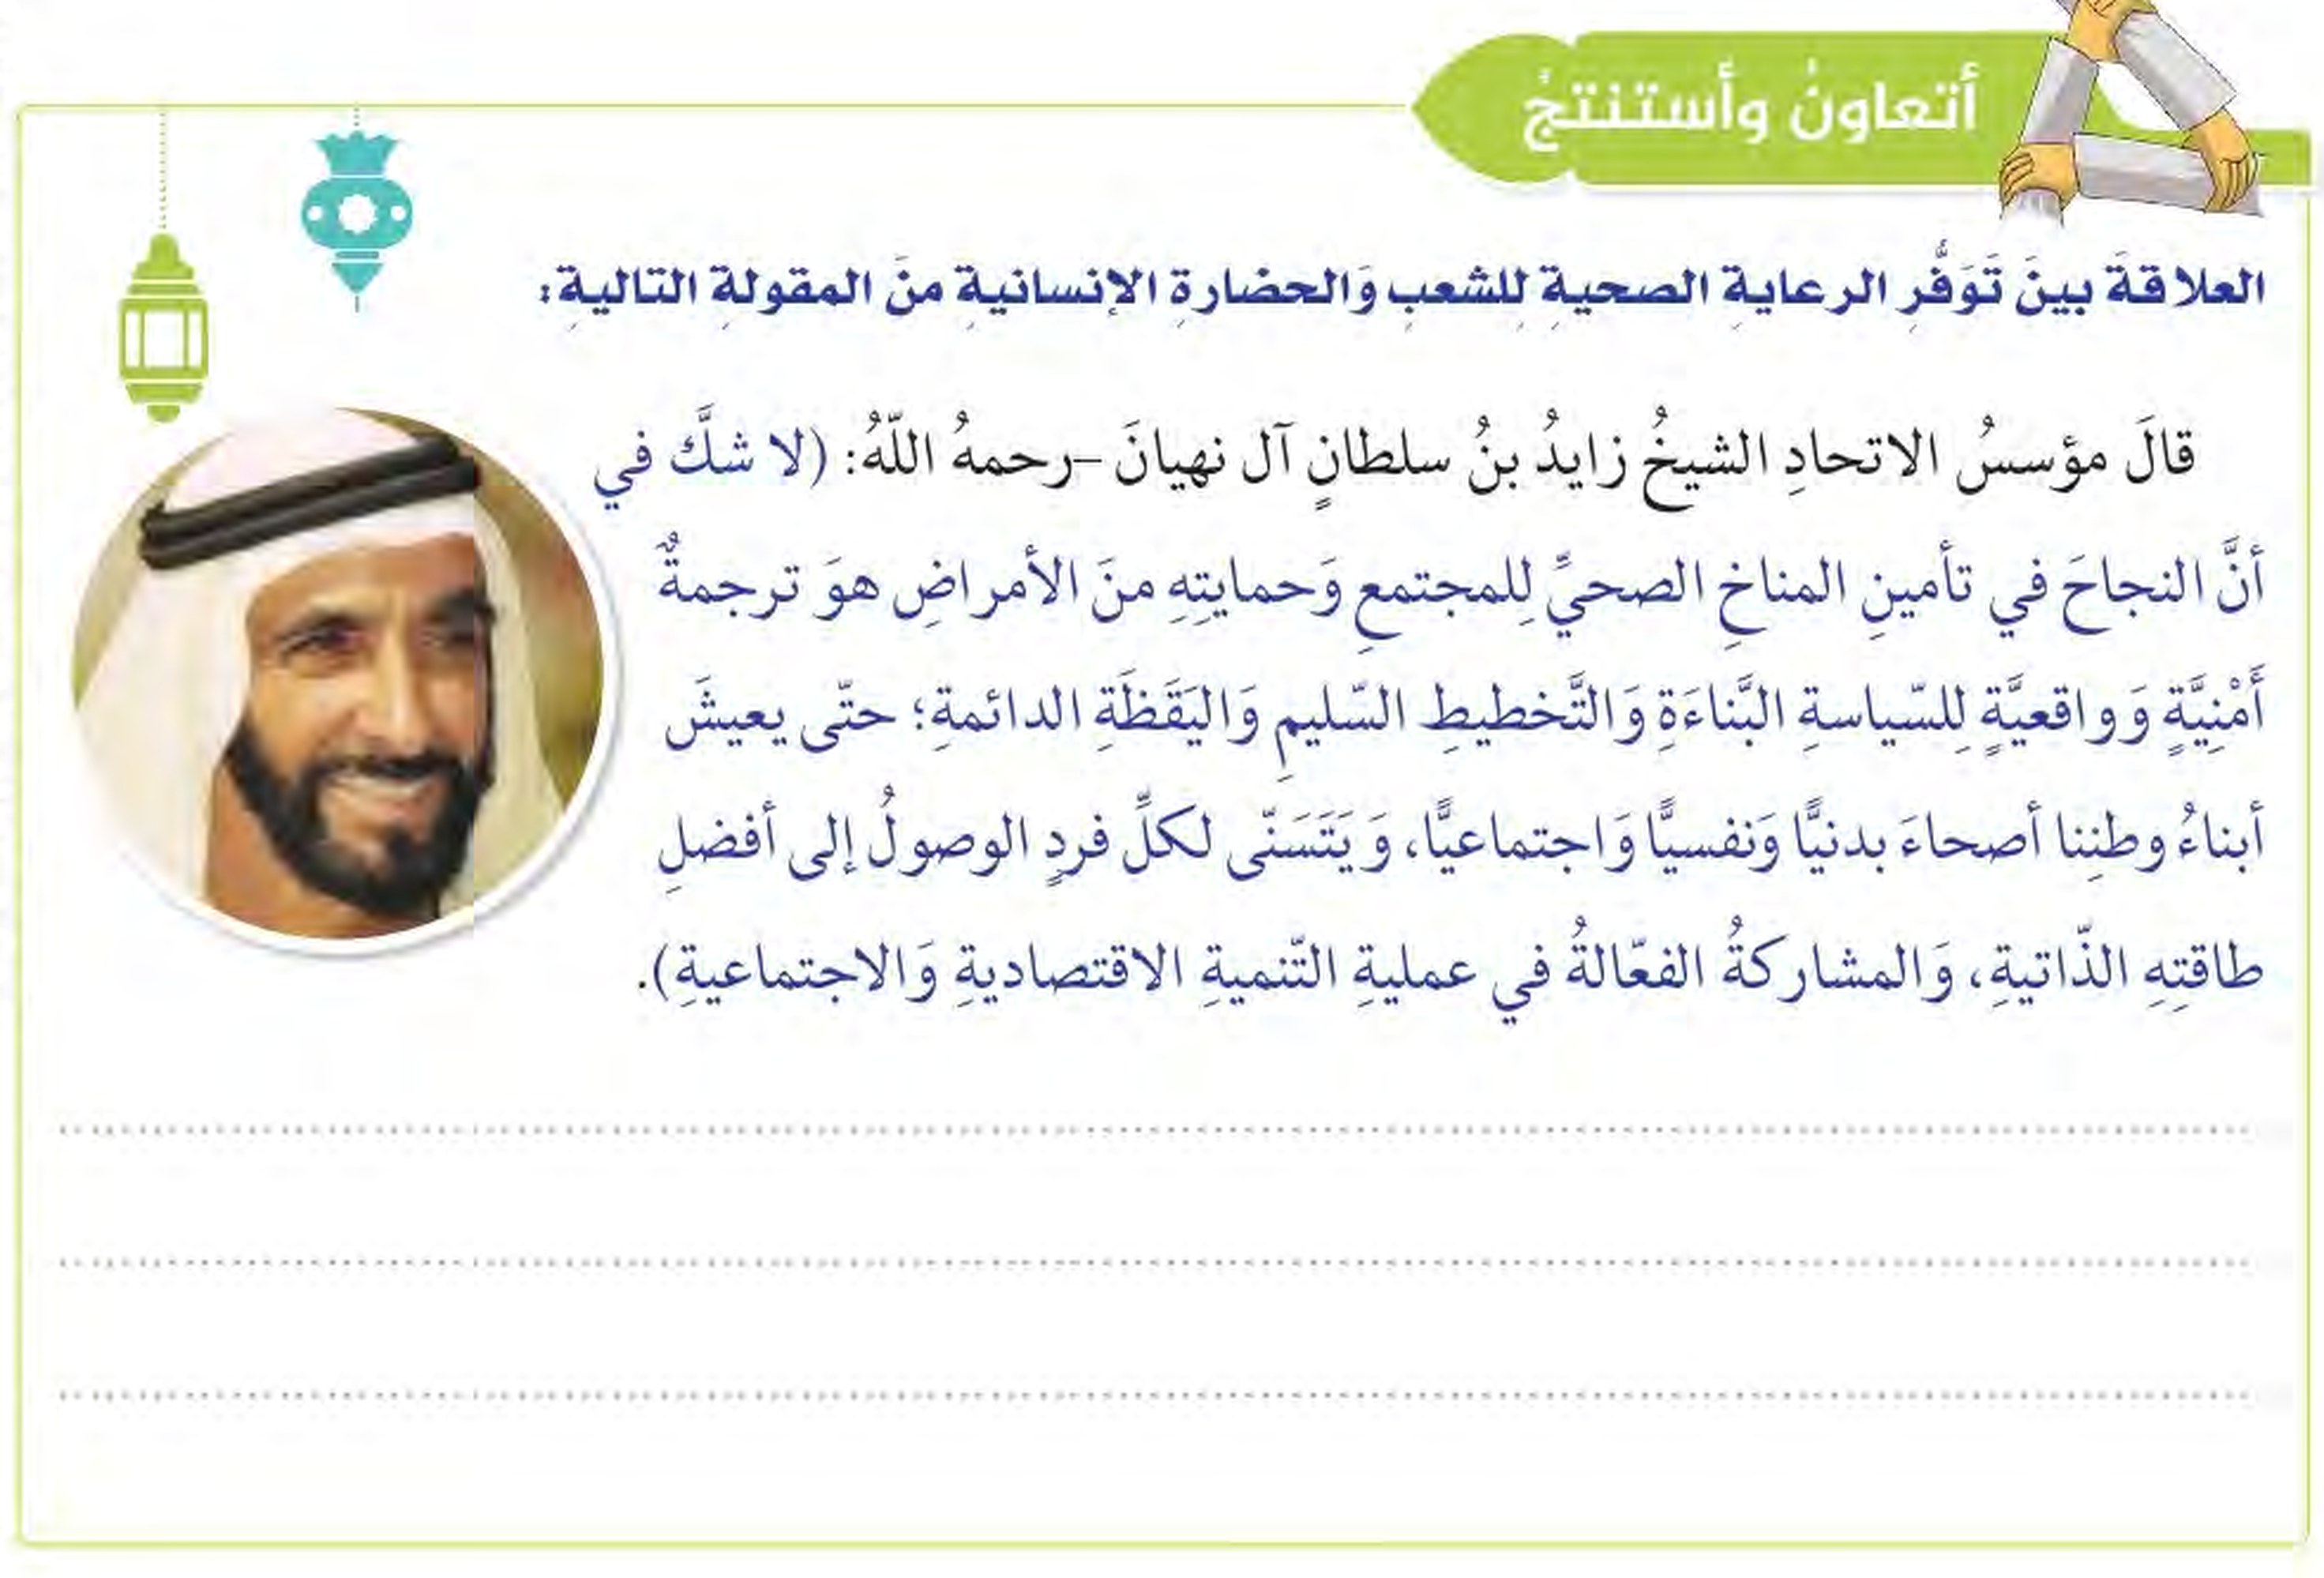 أتعاونُ وأستنتجُ
العلاقةَ بينَ تَوَفُّرِ الرعايةِ الصحيةِ للشعبِ وَالحضارةِ الإنسانيةِ منَ المقولةِ التاليةِ:
قالَ مؤسسُ الاتحادِ الشيخُ زايدُ بنُ سلطانٍ آل نهيانَ –رحمهُ اللّهُ: (لا شكَّ في
أنَّ النجاحَ في تأمينِ المناخِ الصحيِّ لِلمجتمعِ وَحمايتِهِ منَ الأمراضِ هوَ ترجمةٌ
أَمْنِيَّةٍ وَواقعيَّةٍ لِلسّياسةِ البَّناءَةِ وَالتَّخطيطِ السّليمِ وَاليَقَظَةِ الدائمةِ؛ حتّى يعيشَ
أبناءُ وطنِنا أصحاءَ بدنيًّا وَنفسيًّا وَاجتماعيًّا، وَيَتَسَنّى لكلِّ فردٍ الوصولُ إلى أفضلِ
طاقتِهِ الذّاتيةِ، وَالمشاركةُ الفعّالةُ في عمليةِ التّنميةِ الاقتصاديةِ وَالاجتماعيةِ).